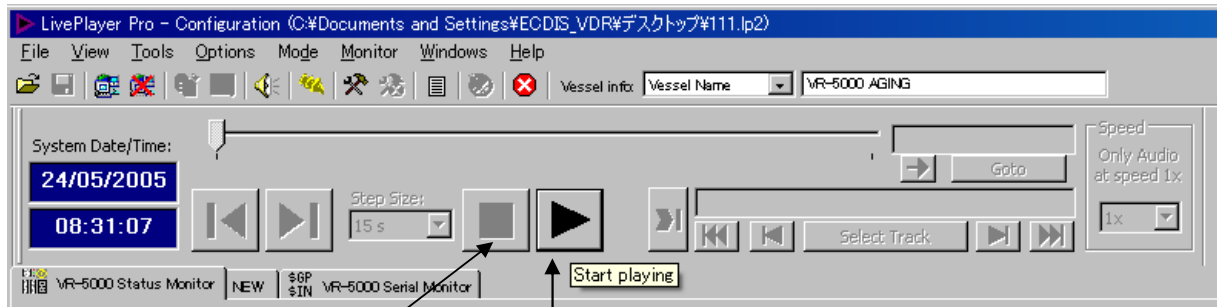 LivePlayer Pro - Configuration (C:¥Documents and Settings¥ECDIS_VDR¥デスクトップ¥111.lp2)
File View Tools Options Mode Monitor Windows Help
Vessel info: Vessel Name VR-5000 AGING
System Date/Time:
24/05/2005
08:31:07
Step Size:
15 s
Goto
Select Track
Speed
Only Audio
at speed 1x
1x
Start playing
VR-5000 Status Monitor NEW $GP $IN VR-5000 Serial Monitor